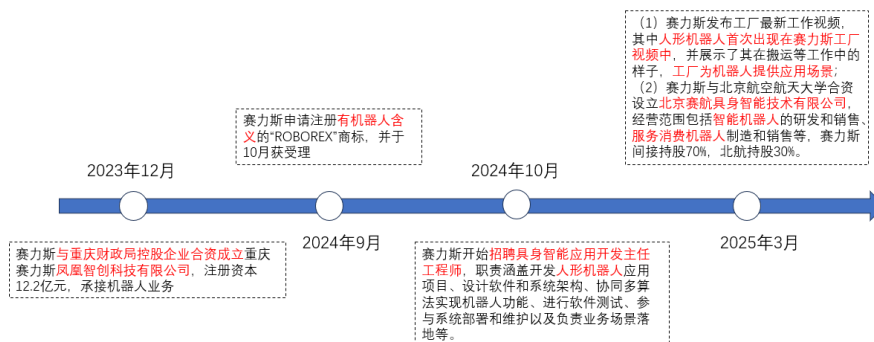 （1）赛力斯发布工厂最新工作视频，
其中人形机器人首次出现在赛力斯工厂
视频中，并展示了其在搬运等工作中的
样子，工厂为机器人提供应用场景；
（2）赛力斯与北京航空航天大学合资
设立北京赛航具身智能技术有限公司，
经营范围包括智能机器人的研发和销售、
服务消费机器人制造和销售等，赛力斯
间接持股70%，北航持股30%。
赛力斯申请注册有机器人含
义的“ROBOREX”商标，并于
10月获受理
2023年12月
2024年10月
2024年9月
2025年3月
赛力斯与重庆财政局控股企业合资成立重庆
赛力斯凤凰智创科技有限公司，注册资本
12.2亿元，承接机器人业务
赛力斯开始招聘具身智能应用开发主任
工程师，职责涵盖开发人形机器人应用
项目、设计软件和系统架构、协同多算
法实现机器人功能、进行软件测试、参
与系统部署和维护以及负责业务场景落
地等。